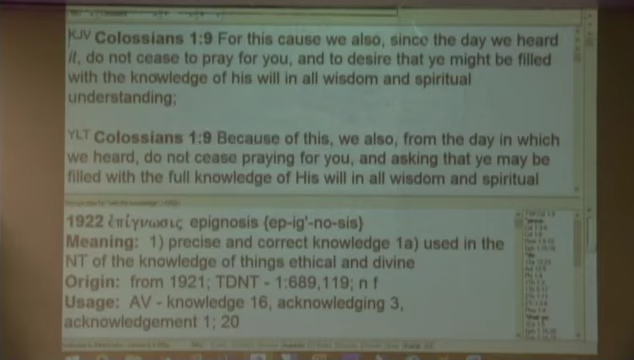 KJV Colossians 1:9 For this cause we also, since the day we heard
it, do not cease to pray for you, and to desire that ye might be filled
with the knowledge of his will in all wisdom and spiritual
understanding;
YLT Colossians 1:9 Because of this, we also, from the day in which
we heard, do not cease praying for you, and asking that ye may be
filled with the full knowledge of His will in all wisdom and spiritual
1922 ἐπίγνωσις epignosis {ep-ig'-no-sis}
Meaning: 1) precise and correct knowledge 1a) used in the
NT of the knowledge of things ethical and divine
Origin: from 1921; TDNT - 1:689,119; n f
Usage: AV - knowledge 16, acknowledging 3,
acknowledgement 1; 20